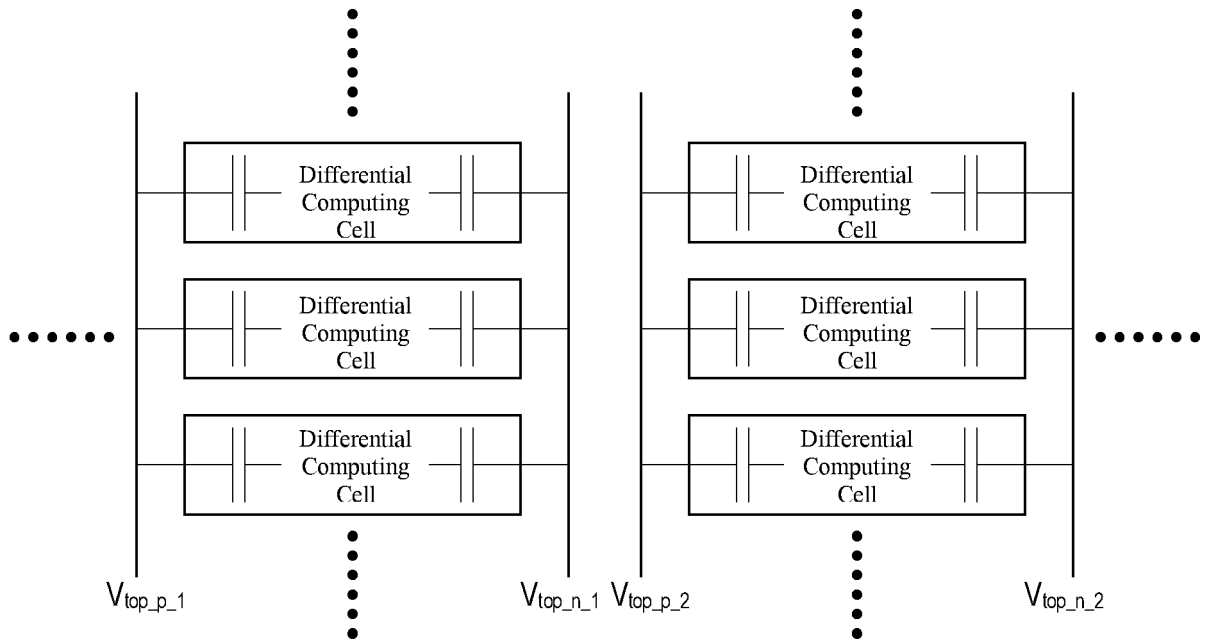 Differential
Computing
Cell
Differential
Computing
Cell
Differential
Computing
Cell
Differential
Computing
Cell
Differential
Computing
Cell
Differential
Computing
Cell
Vtop_p_1 Vtop_n_1 Vtop_p_2 Vtop_n_2